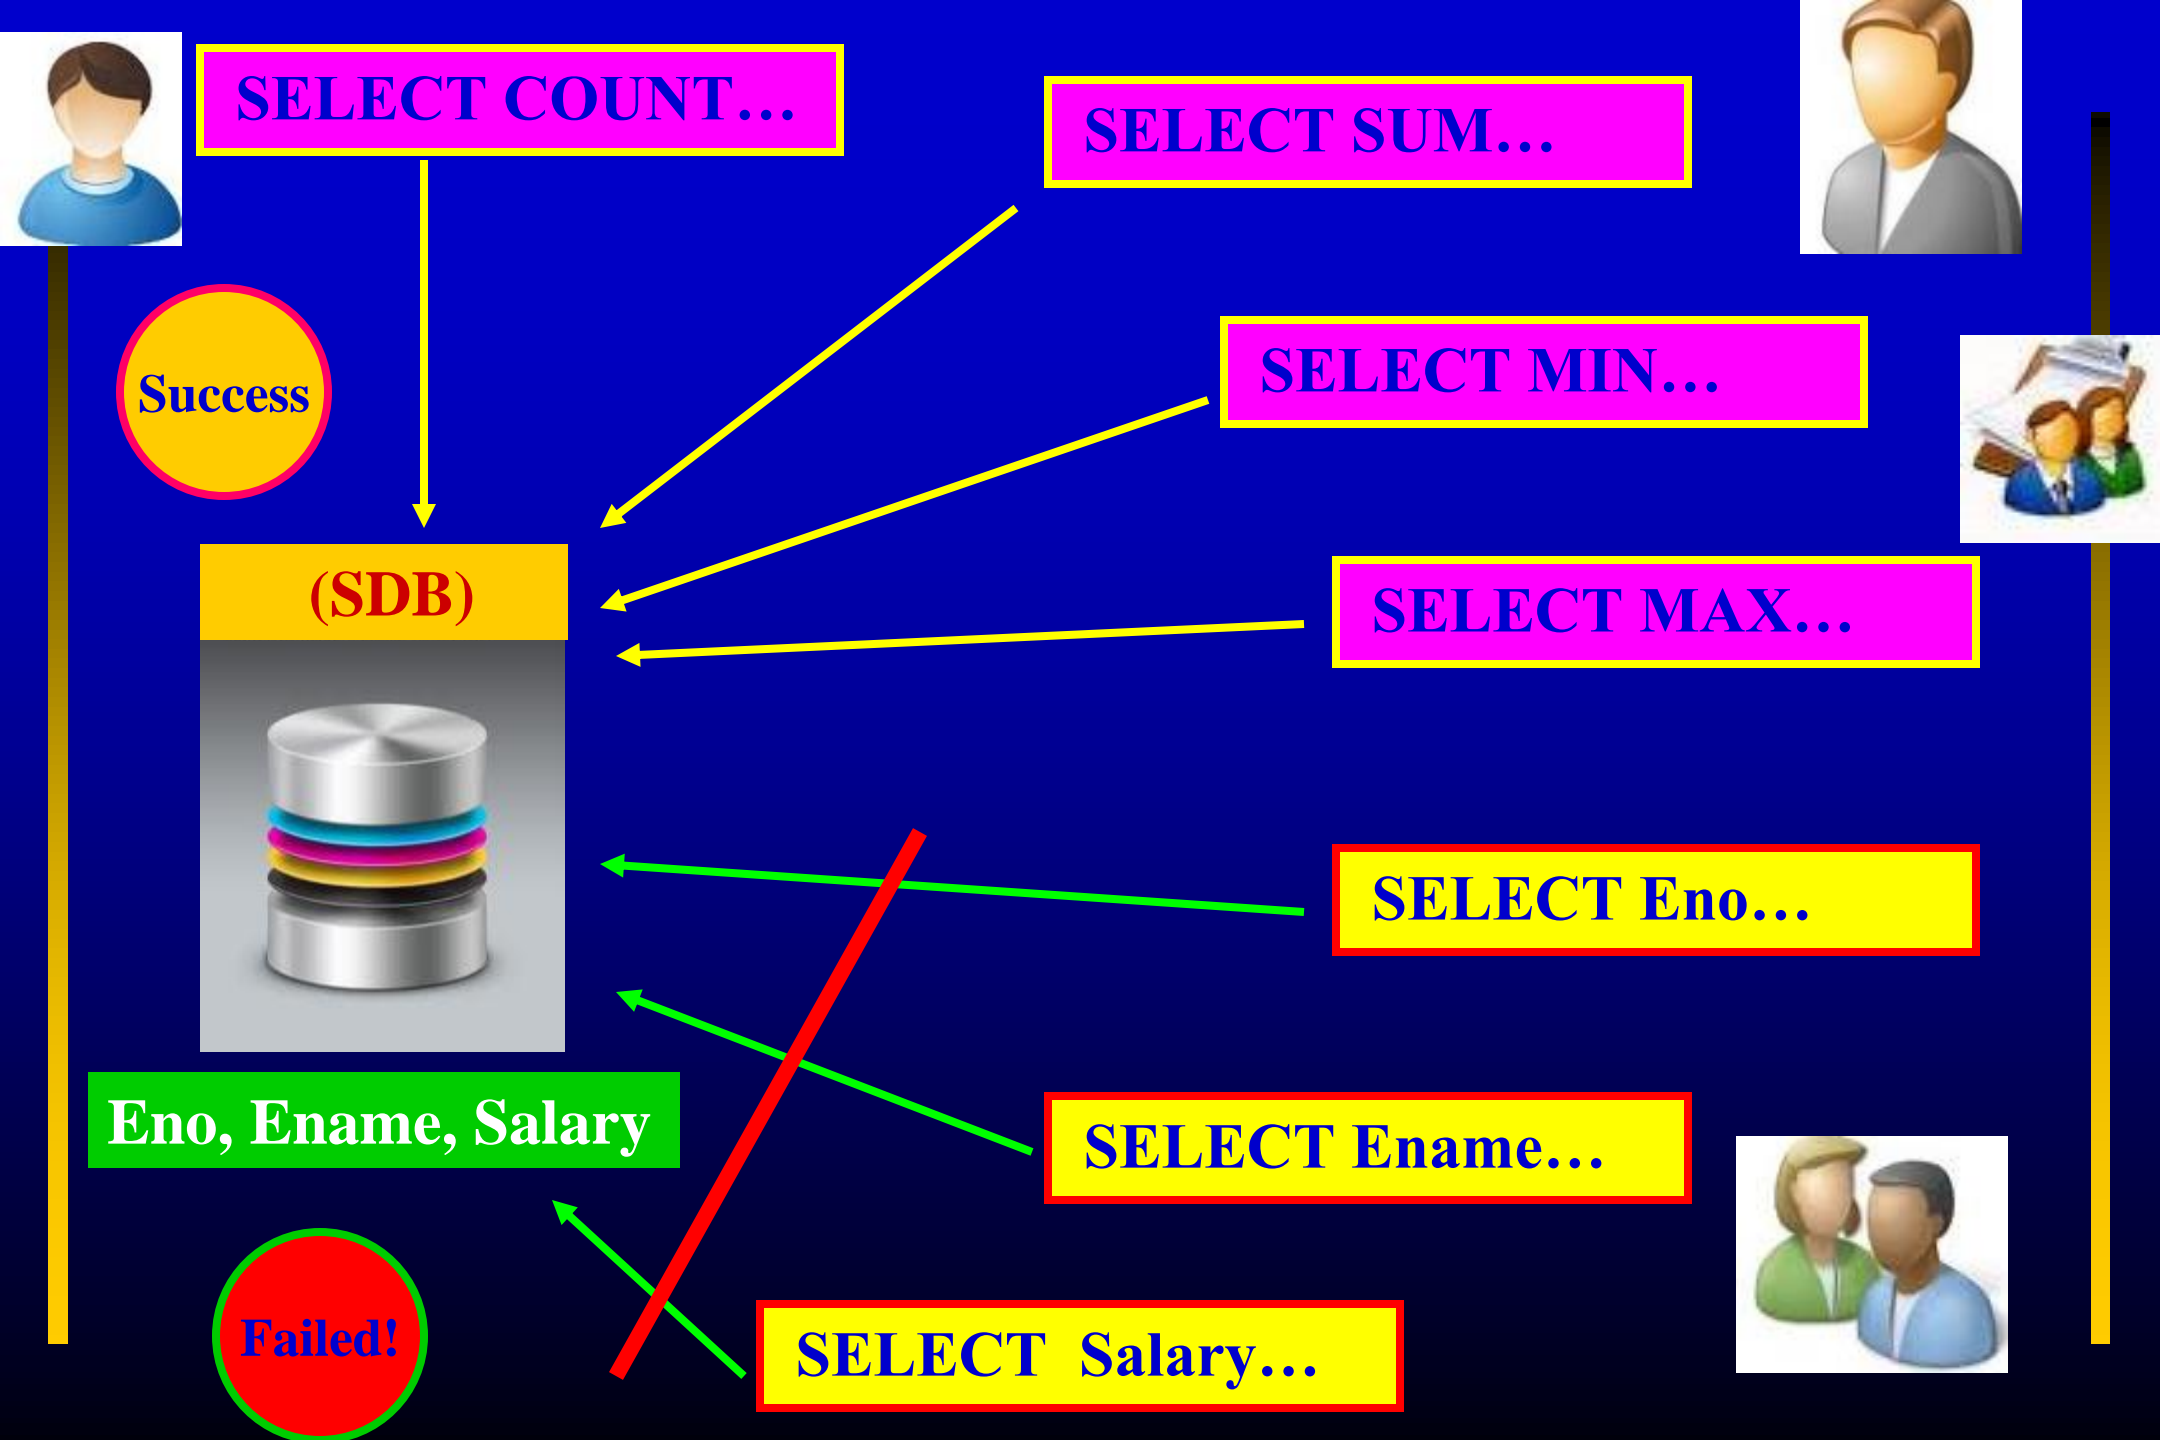 SELECT COUNT…
SELECT SUM…
SELECT MIN…
Success
(SDB)
SELECT MAX…
SELECT Eno…
Eno, Ename, Salary
SELECT Ename…
Failed!
SELECT Salary…